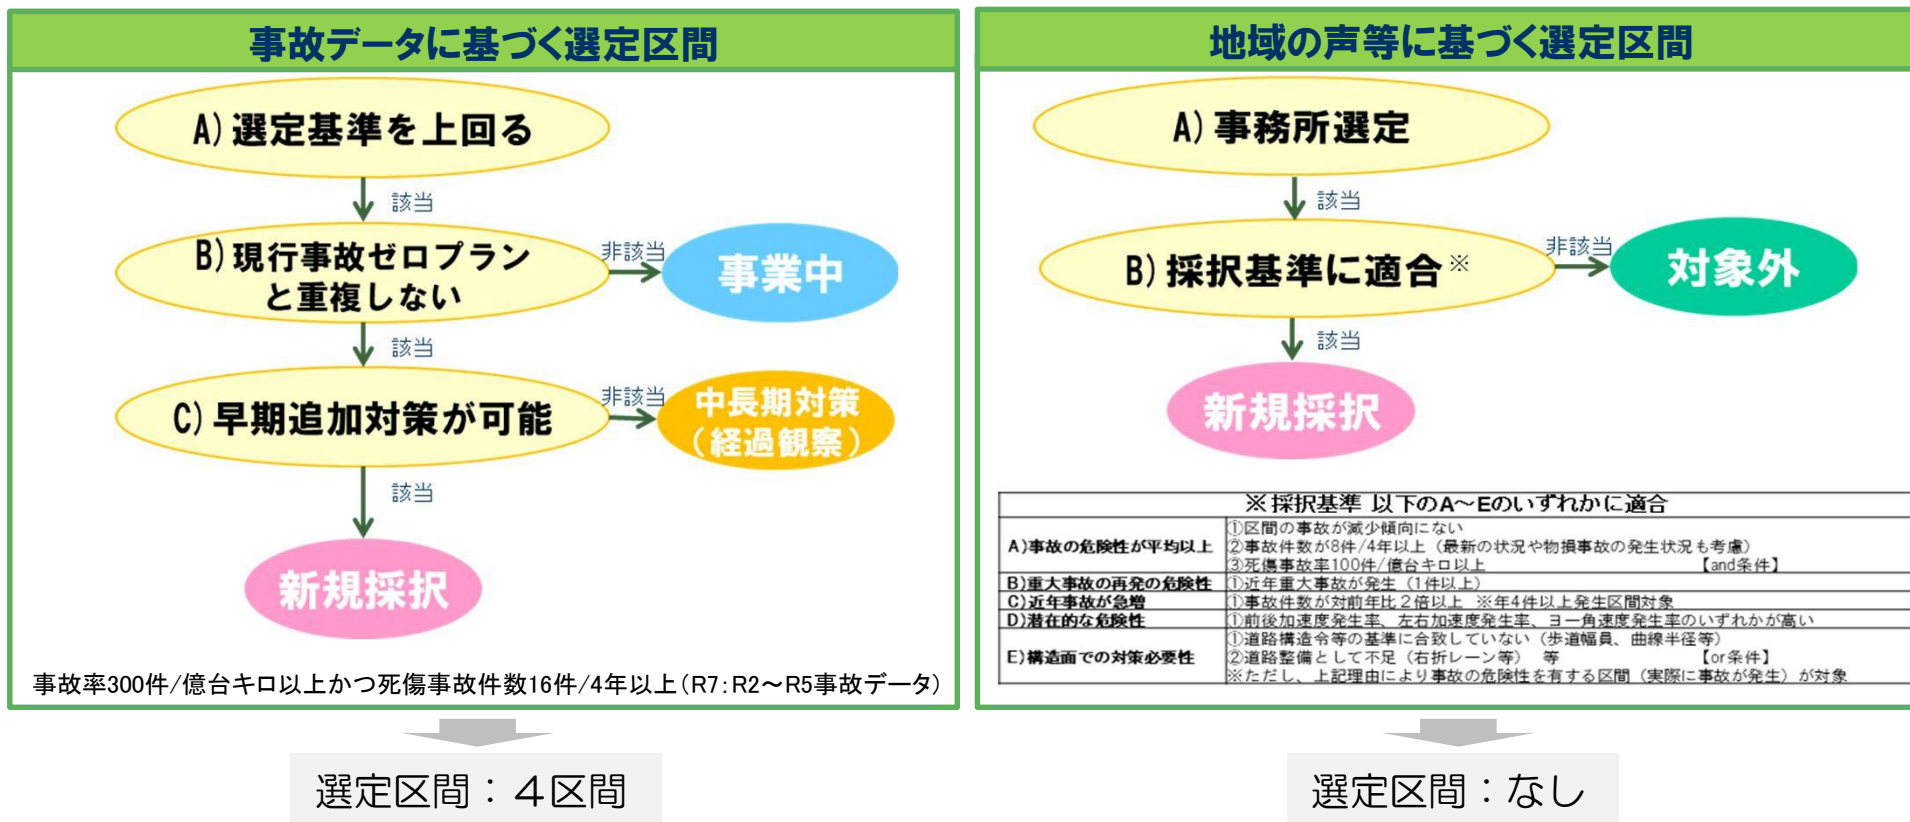 事故データに基づく選定区間
A)選定基準を上回る
該当
B)現行事故ゼロプラン
と重複しない
非該当
事業中
該当
C)早期追加対策が可能
非該当
中長期対策
(経過観察)
該当
新規採択
事故率300件/億台キロ以上かつ死傷事故件数16件/4年以上(R7:R2～R5事故データ)
選定区間：４区間
地域の声等に基づく選定区間
A)事務所選定
該当
B)採択基準に適合※
非該当
対象外
該当
新規採択
※採択基準 以下のA～Eのいずれかに適合
A)事故の危険性が平均以上
①区間の事故が減少傾向にない
②事故件数が8件/4年以上（最新の状況や物損事故の発生状況も考慮）
③死傷事故率100件/億台キロ以上 【and条件】
B)重大事故の再発の危険性 ①近年重大事故が発生（1件以上）
C)近年事故が急増 ①事故件数が対前年比２倍以上 ※年4件以上発生区間対象
D)潜在的な危険性 ①前後加速度発生率、左右加速度発生率、ヨー角速度発生率のいずれかが高い
E)構造面での対策必要性
①道路構造令等の基準に合致していない（歩道幅員、曲線半径等）
②道路整備として不足（右折レーン等） 等 【or条件】
※ただし、上記理由により事故の危険性を有する区間（実際に事故が発生）が対象
選定区間：なし